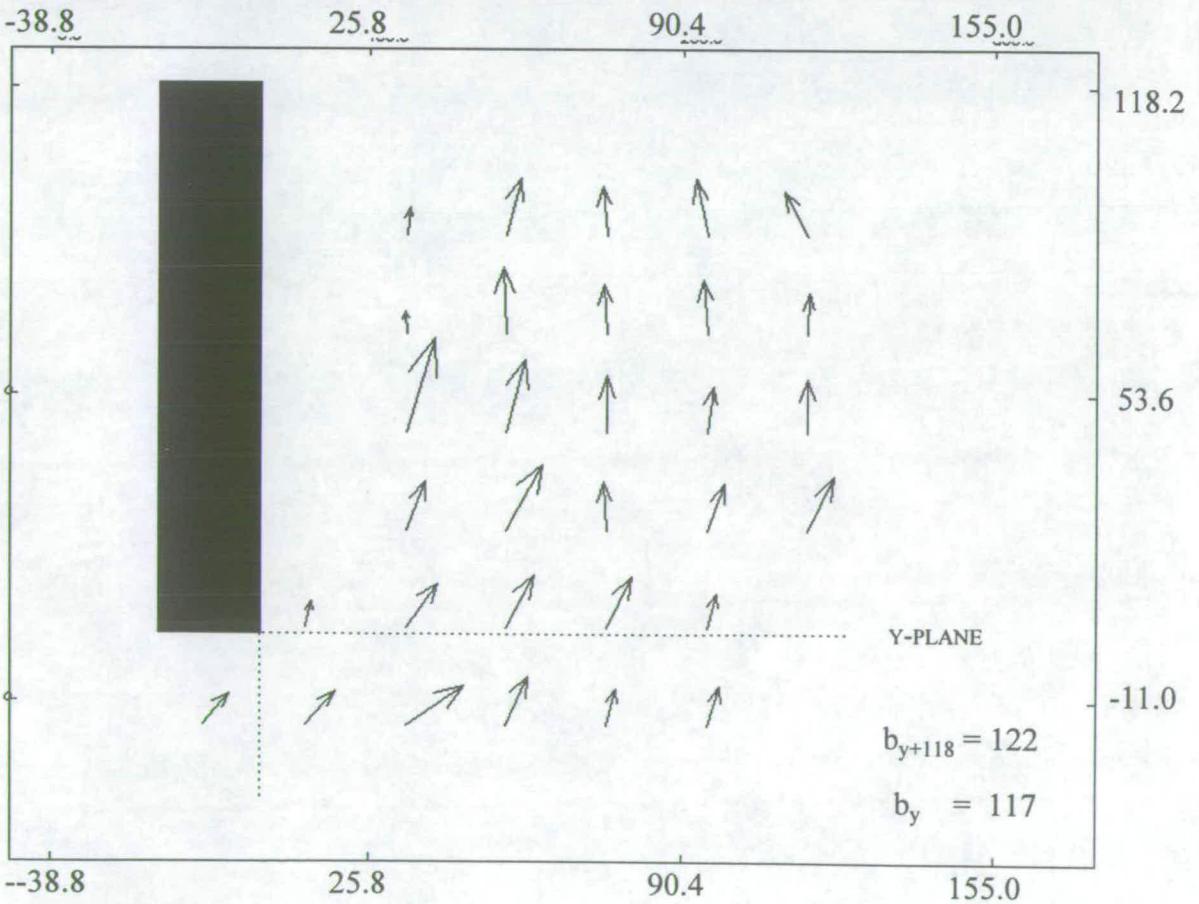 -38.8 25.8 90.4 155.0
118.2
53.6
Y-PLANE
-11.0
b_{y+118} = 122
b_y = 117
--38.8 25.8 90.4 155.0